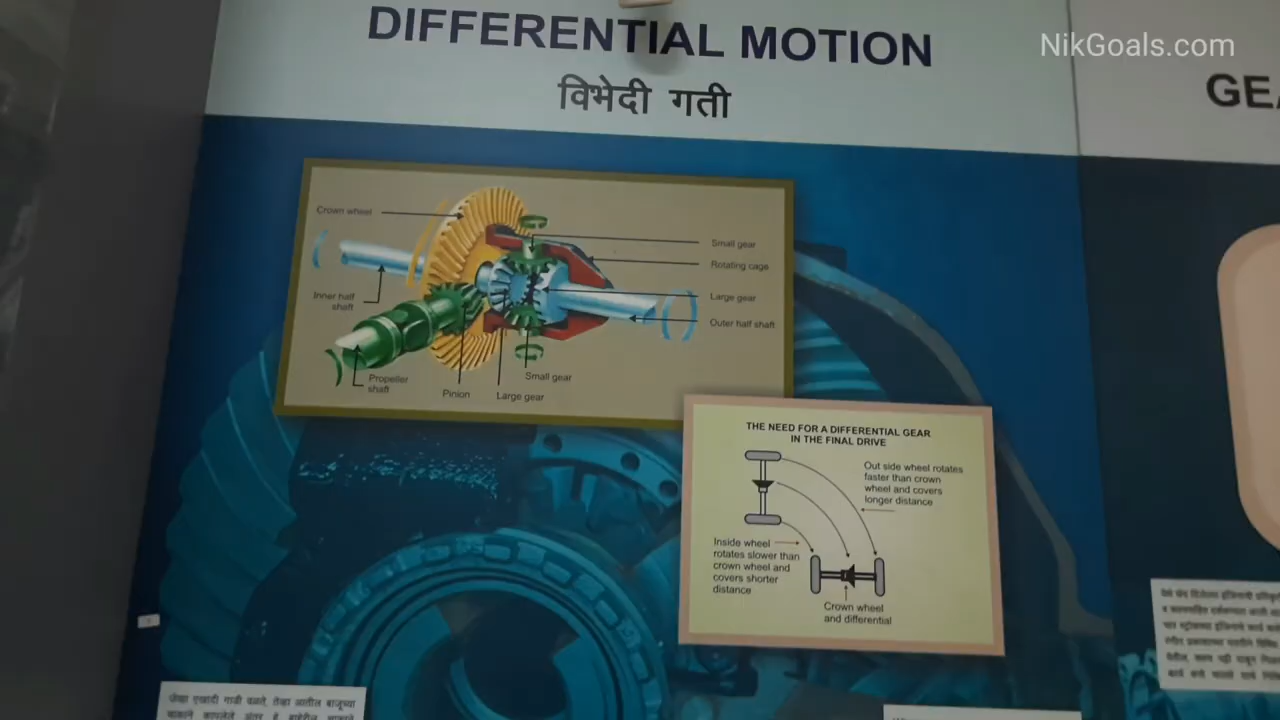 DIFFERENTIAL MOTION
NikGoals.com
विभेदी गती
Crown wheel
Inner half
shaft
Propeller
shaft
Pinion
Large gear
Small gear
Small gear
Rotating cage
Large gear
Outer half shaft
THE NEED FOR A DIFFERENTIAL GEAR
IN THE FINAL DRIVE
Out side wheel rotates
faster than crown
wheel and covers
longer distance
Inside wheel
rotates slower than
crown wheel and
covers shorter
distance
Crown wheel
and differential
जेव्हा एखादी गाडी वळते, तेव्हा आतील बाजूच्या